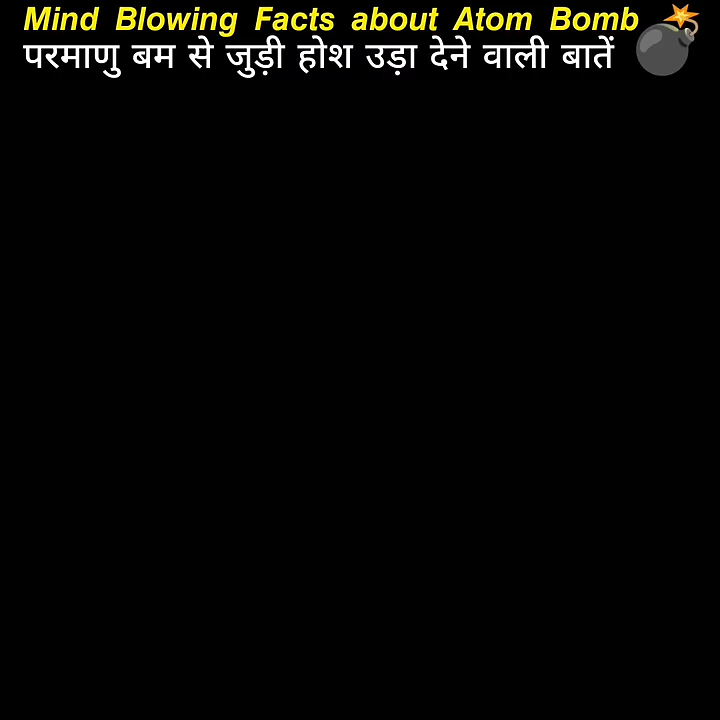 Mind Blowing Facts about Atom Bomb
परमाणु बम से जुड़ी होश उड़ा देने वाली बातें